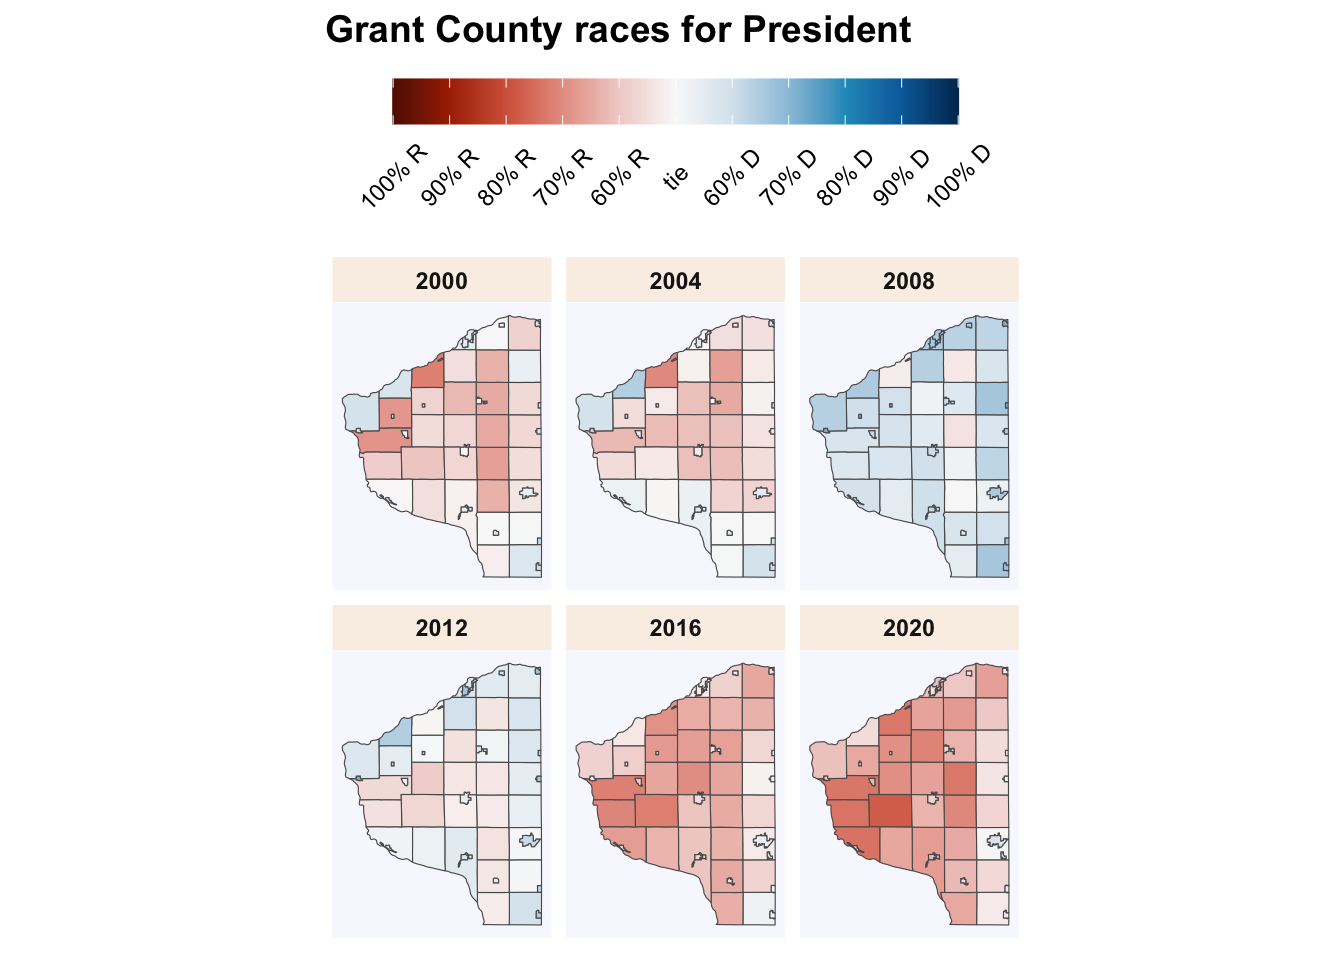 Grant County races for President
100% R 90% R 80% R 70% R 60% R tie 60% D 70% D 80% D 90% D 100% D
2000 2004 2008
2012 2016 2020